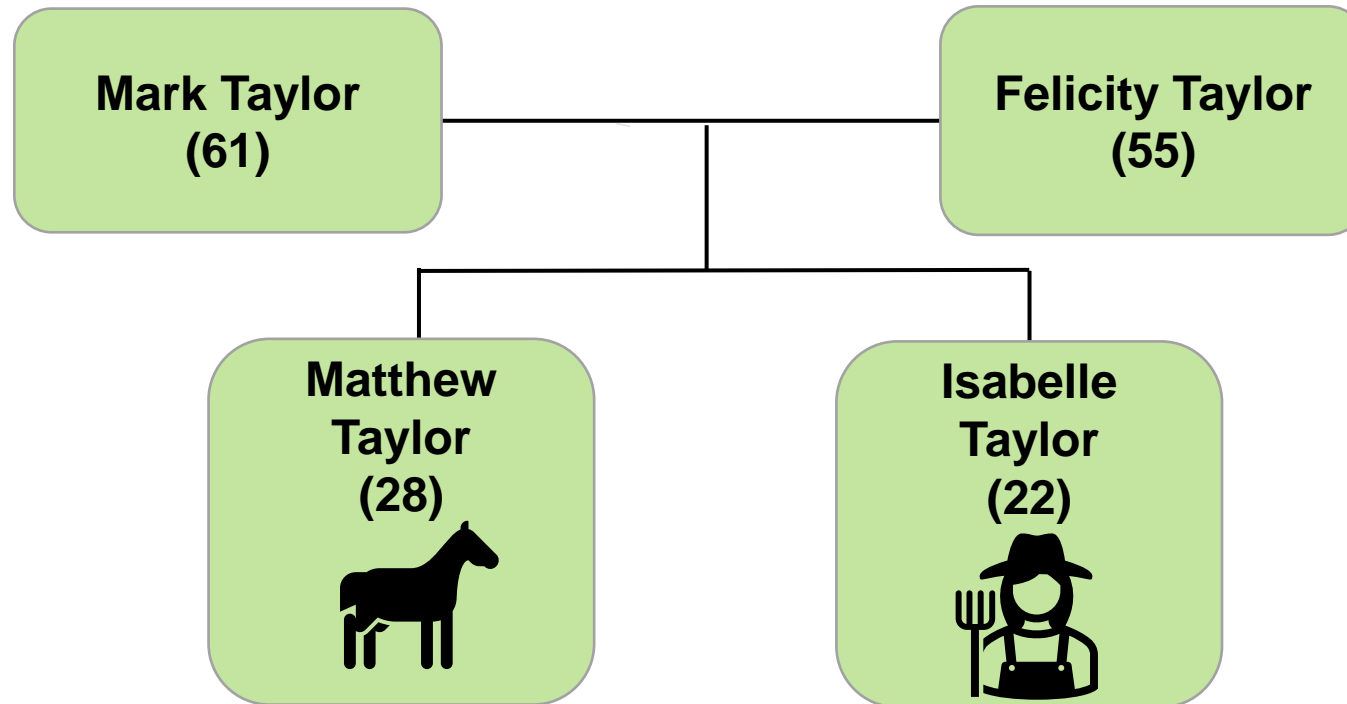 Mark Taylor
(61)
Felicity Taylor
(55)
Matthew
Taylor
(28)
Isabelle
Taylor
(22)